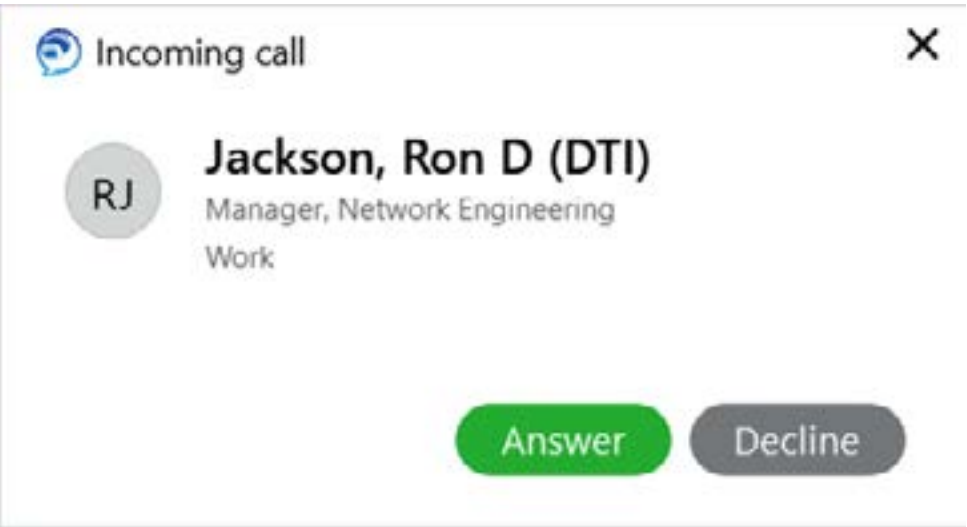 Incoming call
RJ
Jackson, Ron D (DTI)
Manager, Network Engineering
Work
Answer
Decline